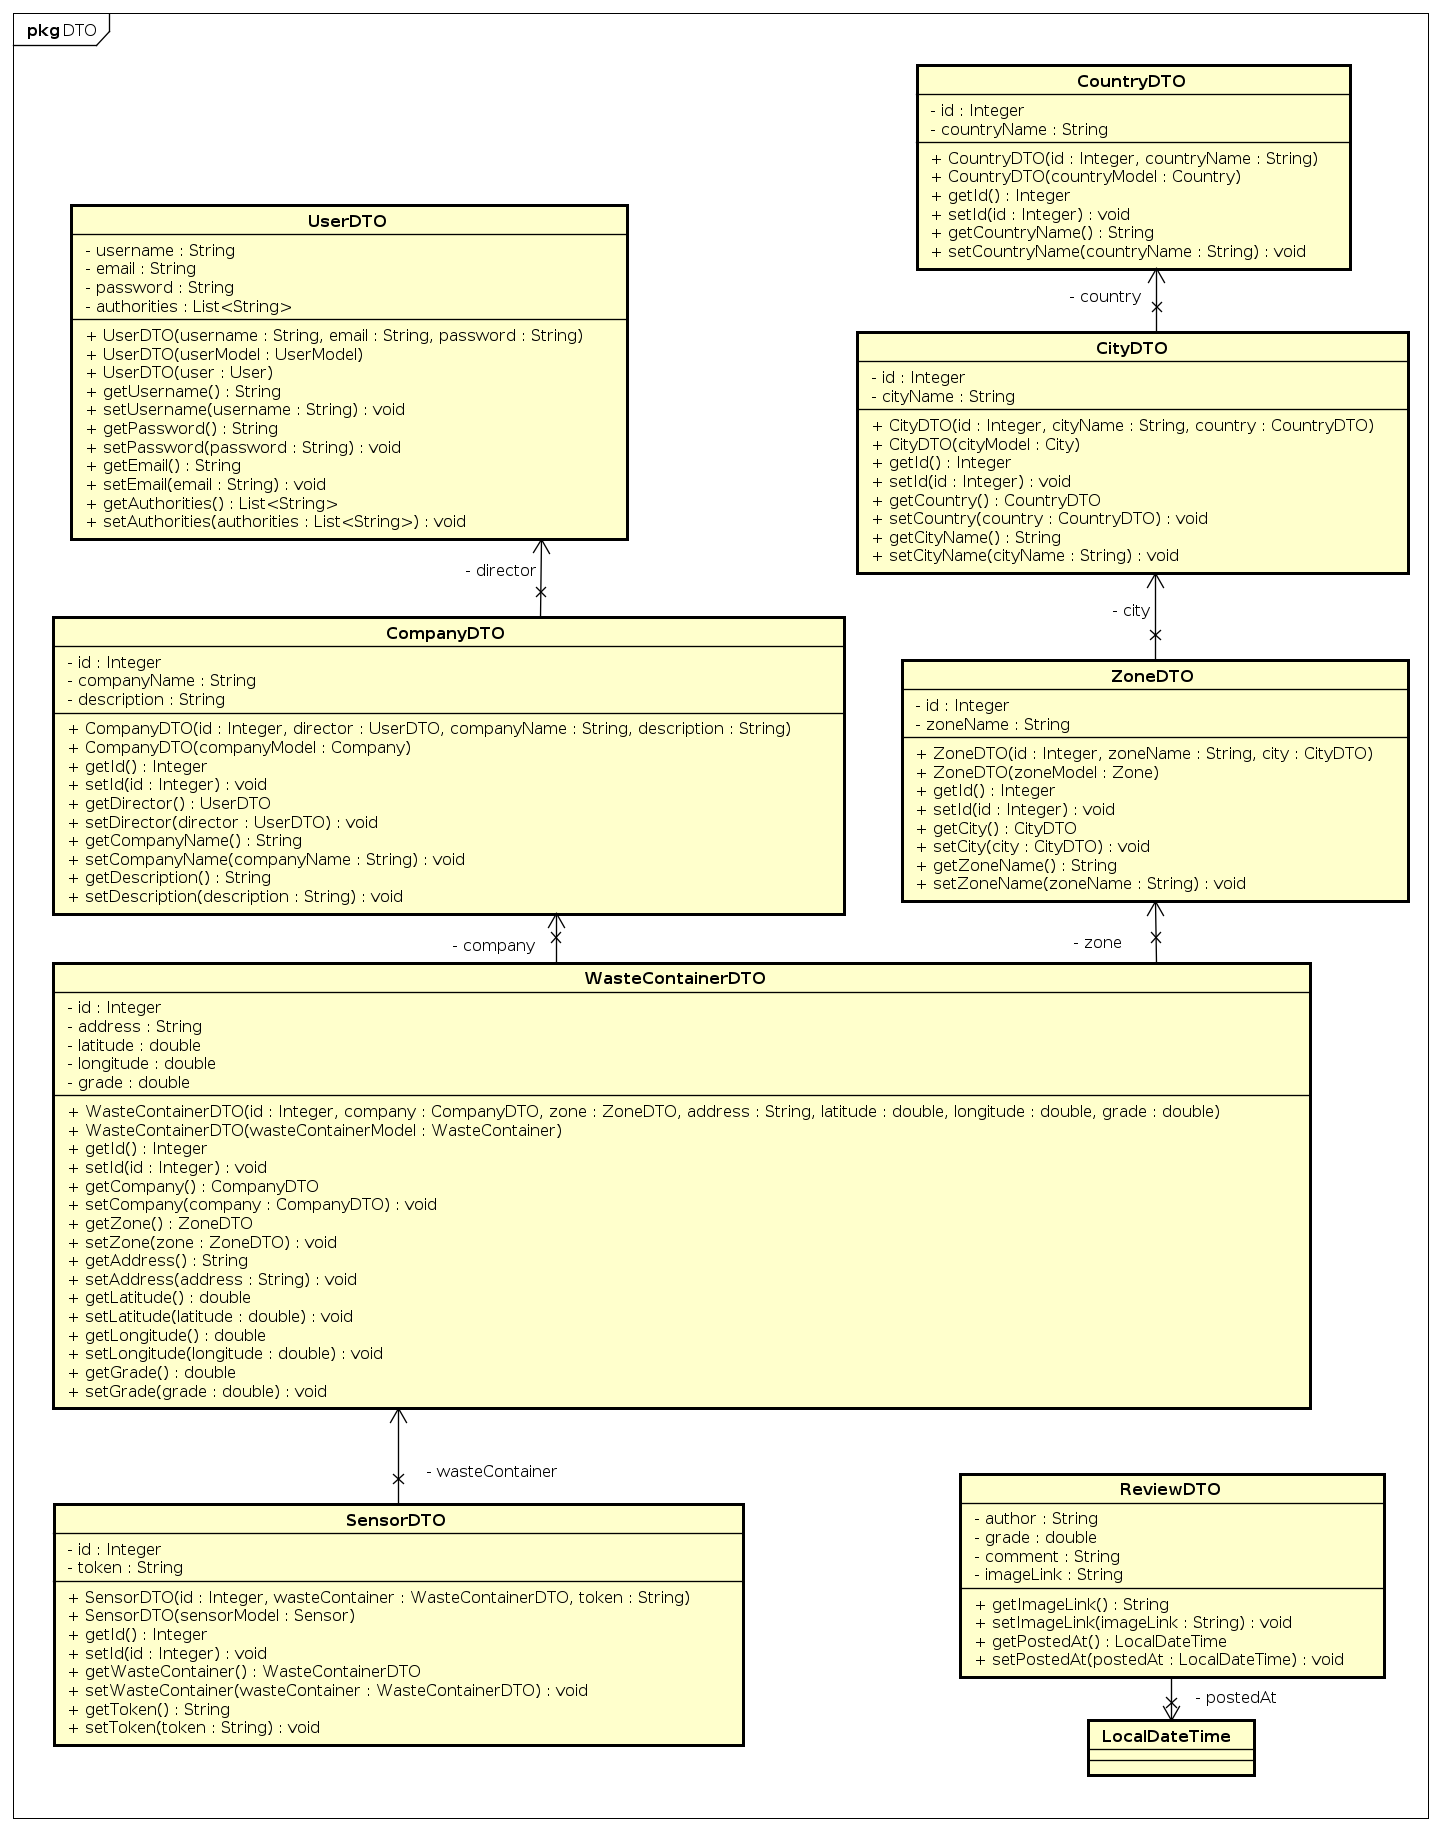 pkg DTO
CountryDTO
- id : Integer
- countryName : String
+ CountryDTO(id : Integer, countryName : String)
+ CountryDTO(countryModel : Country)
+ getId() : Integer
+ setId(id : Integer) : void
+ getCountryName() : String
+ setCountryName(countryName : String) : void
UserDTO
- username : String
- email : String
- password : String
- authorities : List<String>
+ UserDTO(username : String, email : String, password : String)
+ UserDTO(userModel : UserModel)
+ UserDTO(user : User)
+ getUsername() : String
+ setUsername(username : String) : void
+ getPassword() : String
+ setPassword(password : String) : void
+ getEmail() : String
+ setEmail(email : String) : void
+ getAuthorities() : List<String>
+ setAuthorities(authorities : List<String>) : void
- country
CityDTO
- id : Integer
- cityName : String
+ CityDTO(id : Integer, cityName : String, country : CountryDTO)
+ CityDTO(cityModel : City)
+ getId() : Integer
+ setId(id : Integer) : void
+ getCountry() : CountryDTO
+ setCountry(country : CountryDTO) : void
+ getCityName() : String
+ setCityName(cityName : String) : void
- director
- city
CompanyDTO
- id : Integer
- companyName : String
- description : String
+ CompanyDTO(id : Integer, director : UserDTO, companyName : String, description : String)
+ CompanyDTO(companyModel : Company)
+ getId() : Integer
+ setId(id : Integer) : void
+ getDirector() : UserDTO
+ setDirector(director : UserDTO) : void
+ getCompanyName() : String
+ setCompanyName(companyName : String) : void
+ getDescription() : String
+ setDescription(description : String) : void
ZoneDTO
- id : Integer
- zoneName : String
+ ZoneDTO(id : Integer, zoneName : String, city : CityDTO)
+ ZoneDTO(zoneModel : Zone)
+ getId() : Integer
+ setId(id : Integer) : void
+ getCity() : CityDTO
+ setCity(city : CityDTO) : void
+ getZoneName() : String
+ setZoneName(zoneName : String) : void
- company
- zone
WasteContainerDTO
- id : Integer
- address : String
- latitude : double
- longitude : double
- grade : double
+ WasteContainerDTO(id : Integer, company : CompanyDTO, zone : ZoneDTO, address : String, latitude : double, longitude : double, grade : double)
+ WasteContainerDTO(wasteContainerModel : WasteContainer)
+ getId() : Integer
+ setId(id : Integer) : void
+ getCompany() : CompanyDTO
+ setCompany(company : CompanyDTO) : void
+ getZone() : ZoneDTO
+ setZone(zone : ZoneDTO) : void
+ getAddress() : String
+ setAddress(address : String) : void
+ getLatitude() : double
+ setLatitude(latitude : double) : void
+ getLongitude() : double
+ setLongitude(longitude : double) : void
+ getGrade() : double
+ setGrade(grade : double) : void
- wasteContainer
SensorDTO
- id : Integer
- token : String
+ SensorDTO(id : Integer, wasteContainer : WasteContainerDTO, token : String)
+ SensorDTO(sensorModel : Sensor)
+ getId() : Integer
+ setId(id : Integer) : void
+ getWasteContainer() : WasteContainerDTO
+ setWasteContainer(wasteContainer : WasteContainerDTO) : void
+ getToken() : String
+ setToken(token : String) : void
ReviewDTO
- author : String
- grade : double
- comment : String
- imageLink : String
+ getImageLink() : String
+ setImageLink(imageLink : String) : void
+ getPostedAt() : LocalDateTime
+ setPostedAt(postedAt : LocalDateTime) : void
- postedAt
LocalDateTime